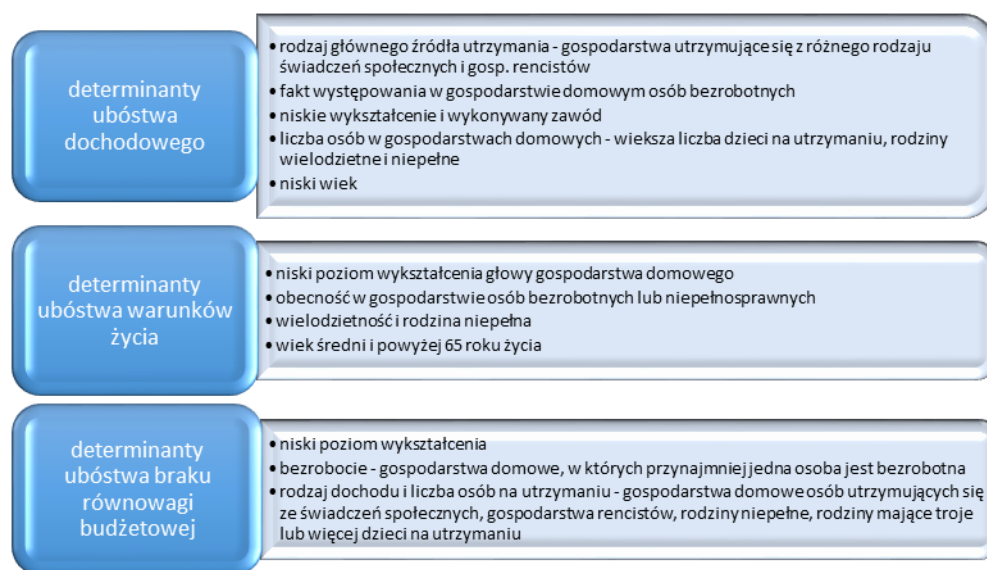 determinanty
ubóstwa
dochodowego
• rodzaj głównego źródła utrzymania - gospodarstwa utrzymujące się z różnego rodzaju
świadczeń społecznych i gosp. rencistów
• fakt występowania w gospodarstwie domowym osób bezrobotnych
• niskie wykształcenie i wykonywany zawód
• liczba osób w gospodarstwach domowych - wieksza liczba dzieci na utrzymaniu, rodziny
wielodzietne i niepełne
• niski wiek
determinanty
ubóstwa warunków
życia
• niski poziom wykształcenia głowy gospodarstwa domowego
• obecność w gospodarstwie osób bezrobotnych lub niepełnosprawnych
• wielodzietność i rodzina niepełna
• wiek średni i powyżej 65 roku życia
determinanty
ubóstwa braku
równowagi
budżetowej
• niski poziom wykształcenia
• bezrobocie - gospodarstwa domowe, w których przynajmniej jedna osoba jest bezrobotna
• rodzaj dochodu i liczba osób na utrzymaniu - gospodarstwa domowe osób utrzymujących się
ze świadczeń społecznych, gospodarstwa rencistów, rodziny niepełne, rodziny mające troje
lub więcej dzieci na utrzymaniu